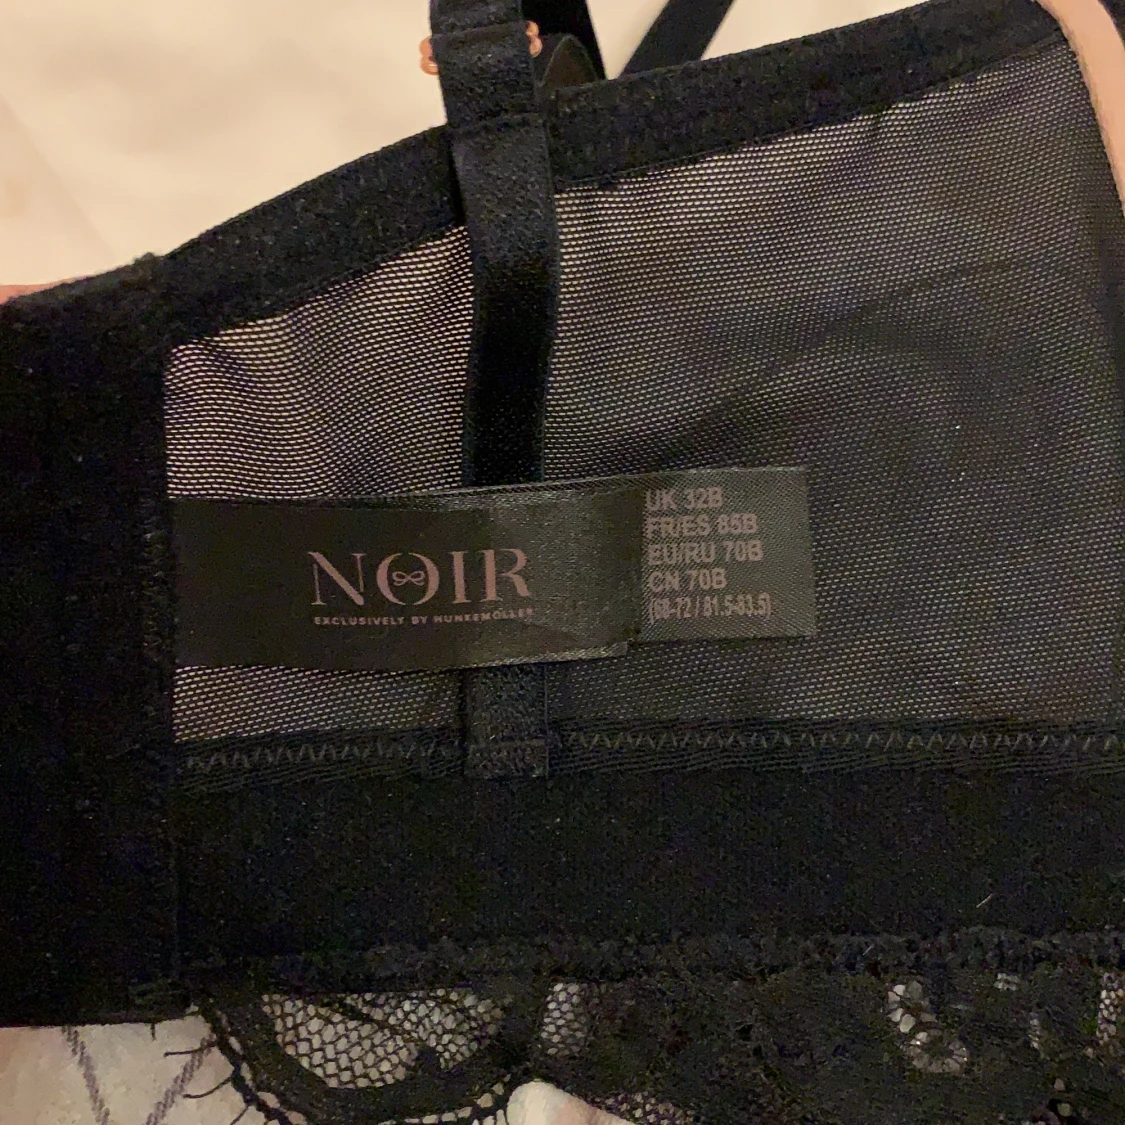 NOIR
EXCLUSIVELY BY HUNKEMÖLLER
UK 32B
FR/ES 85B
EU/RU 70B
CN 70B
(68-72 / 81.5-83.5)